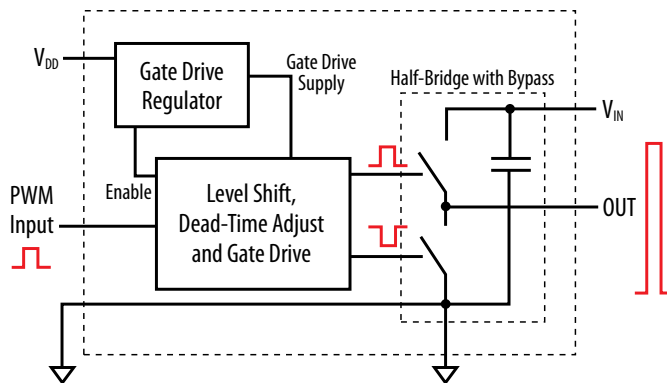 V_DD
Gate Drive
Regulator
Gate Drive
Supply
Half-Bridge with Bypass
V_IN
Enable
PWM
Input
Level Shift,
Dead-Time Adjust
and Gate Drive
OUT